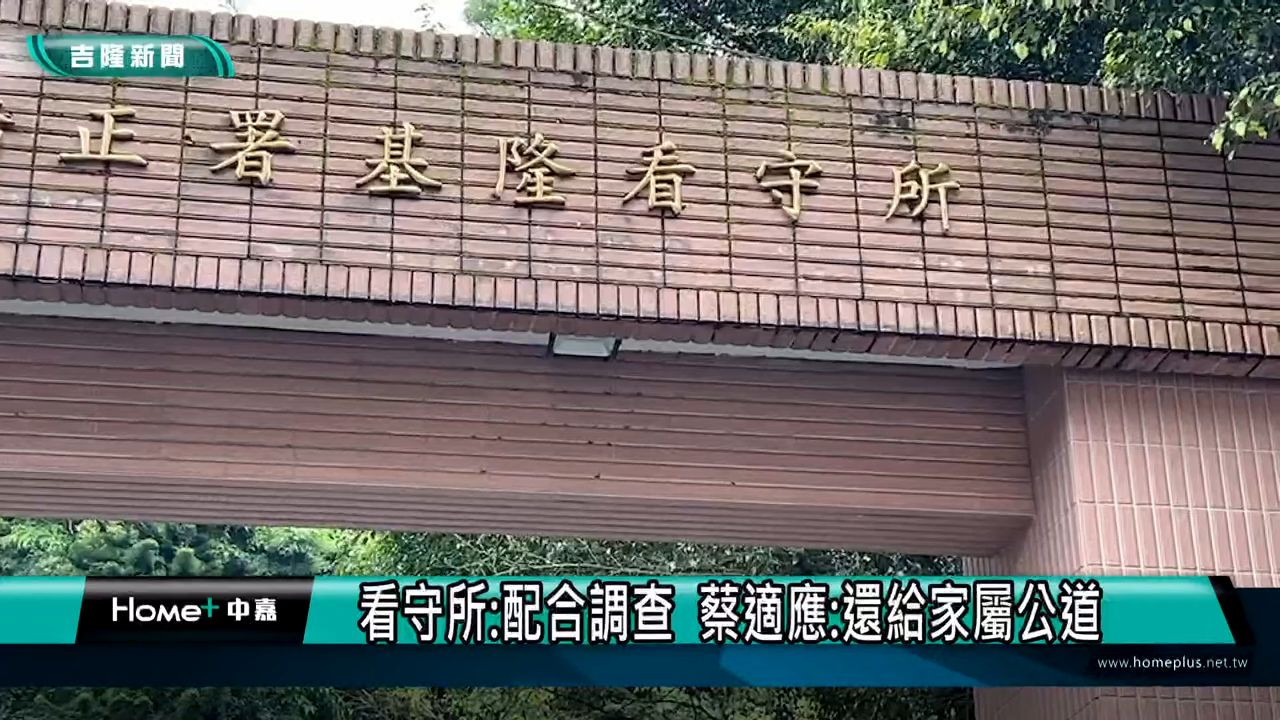 吉隆新聞
正署基隆看守所
Home+中嘉
看守所:配合調查 蔡適應:還給家屬公道
www.homeplus.net.tw